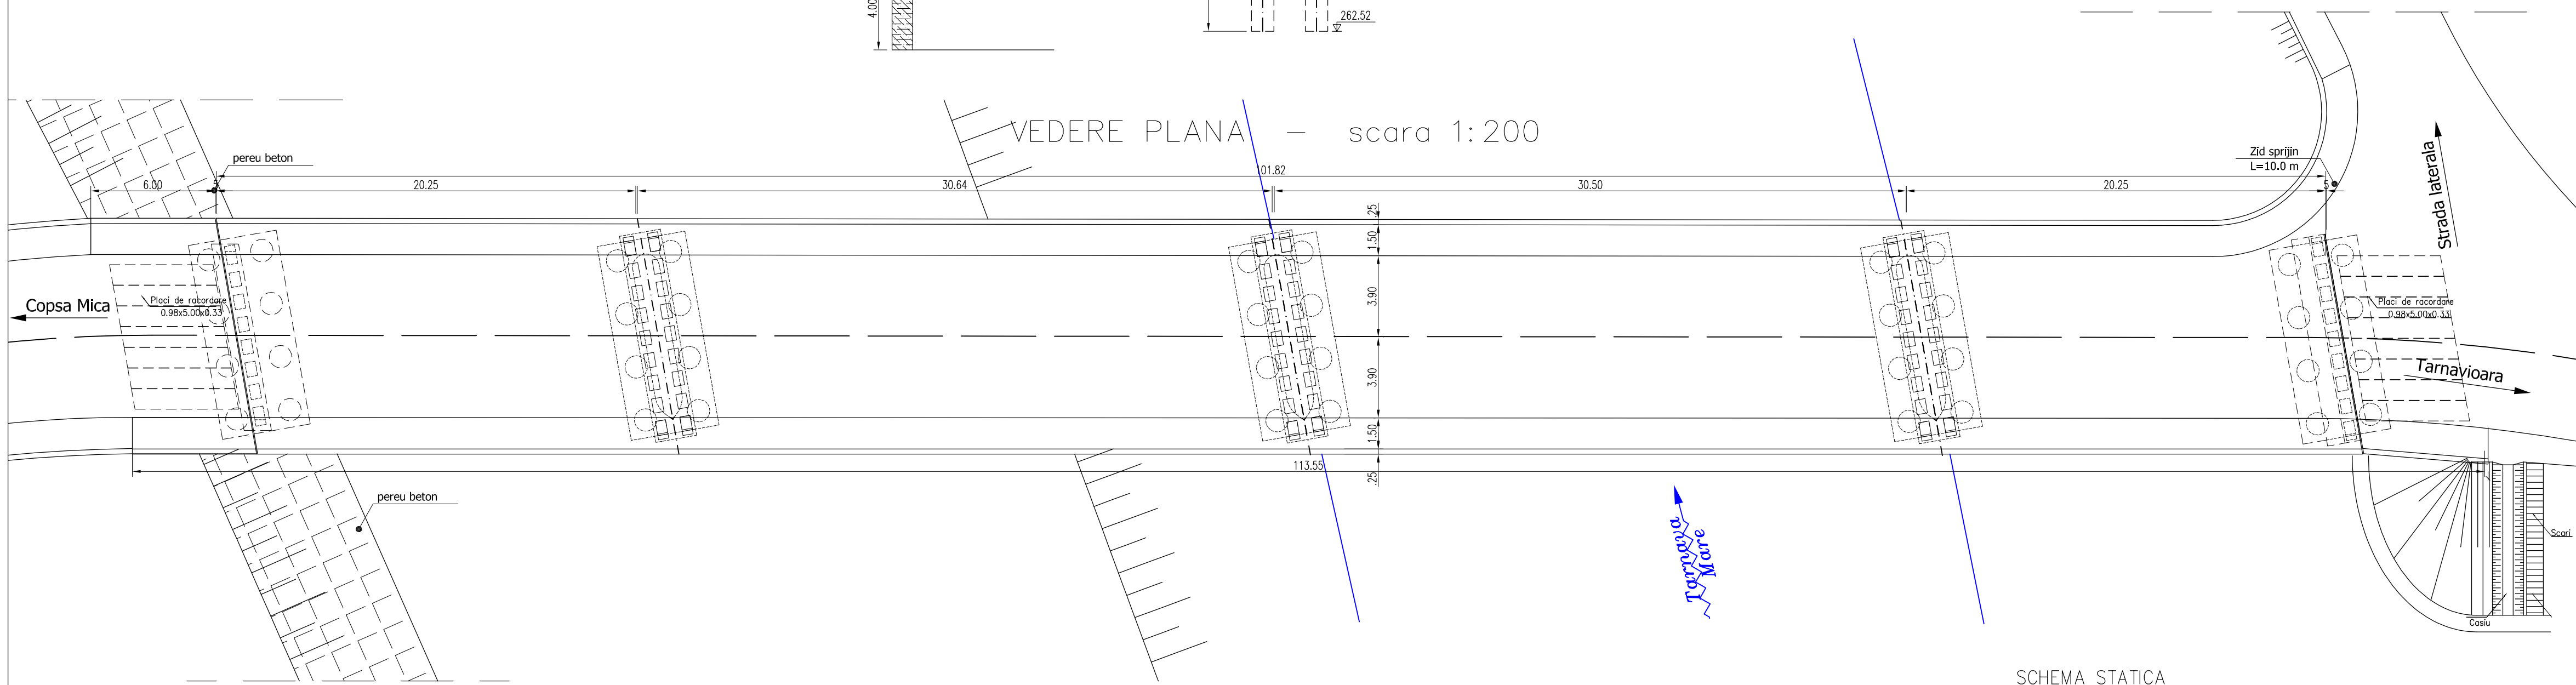 4.00
262.52
VEDERE PLANA - scara 1:200
pereu beton
Zid sprijin
L=10.0 m
101.82
6.00
5
20.25
30.64
30.50
20.25
5
.25
1.50
3.90
3.90
1.50
.25
Strada laterala
Copsa Mica
Placi de racordare
0.98x5.00x0.33
Placi de racordare
0.98x5.00x0.33
Tarnavioara
113.55
pereu beton
Tarnava
Mare
Scari
Casiu
SCHEMA STATICA